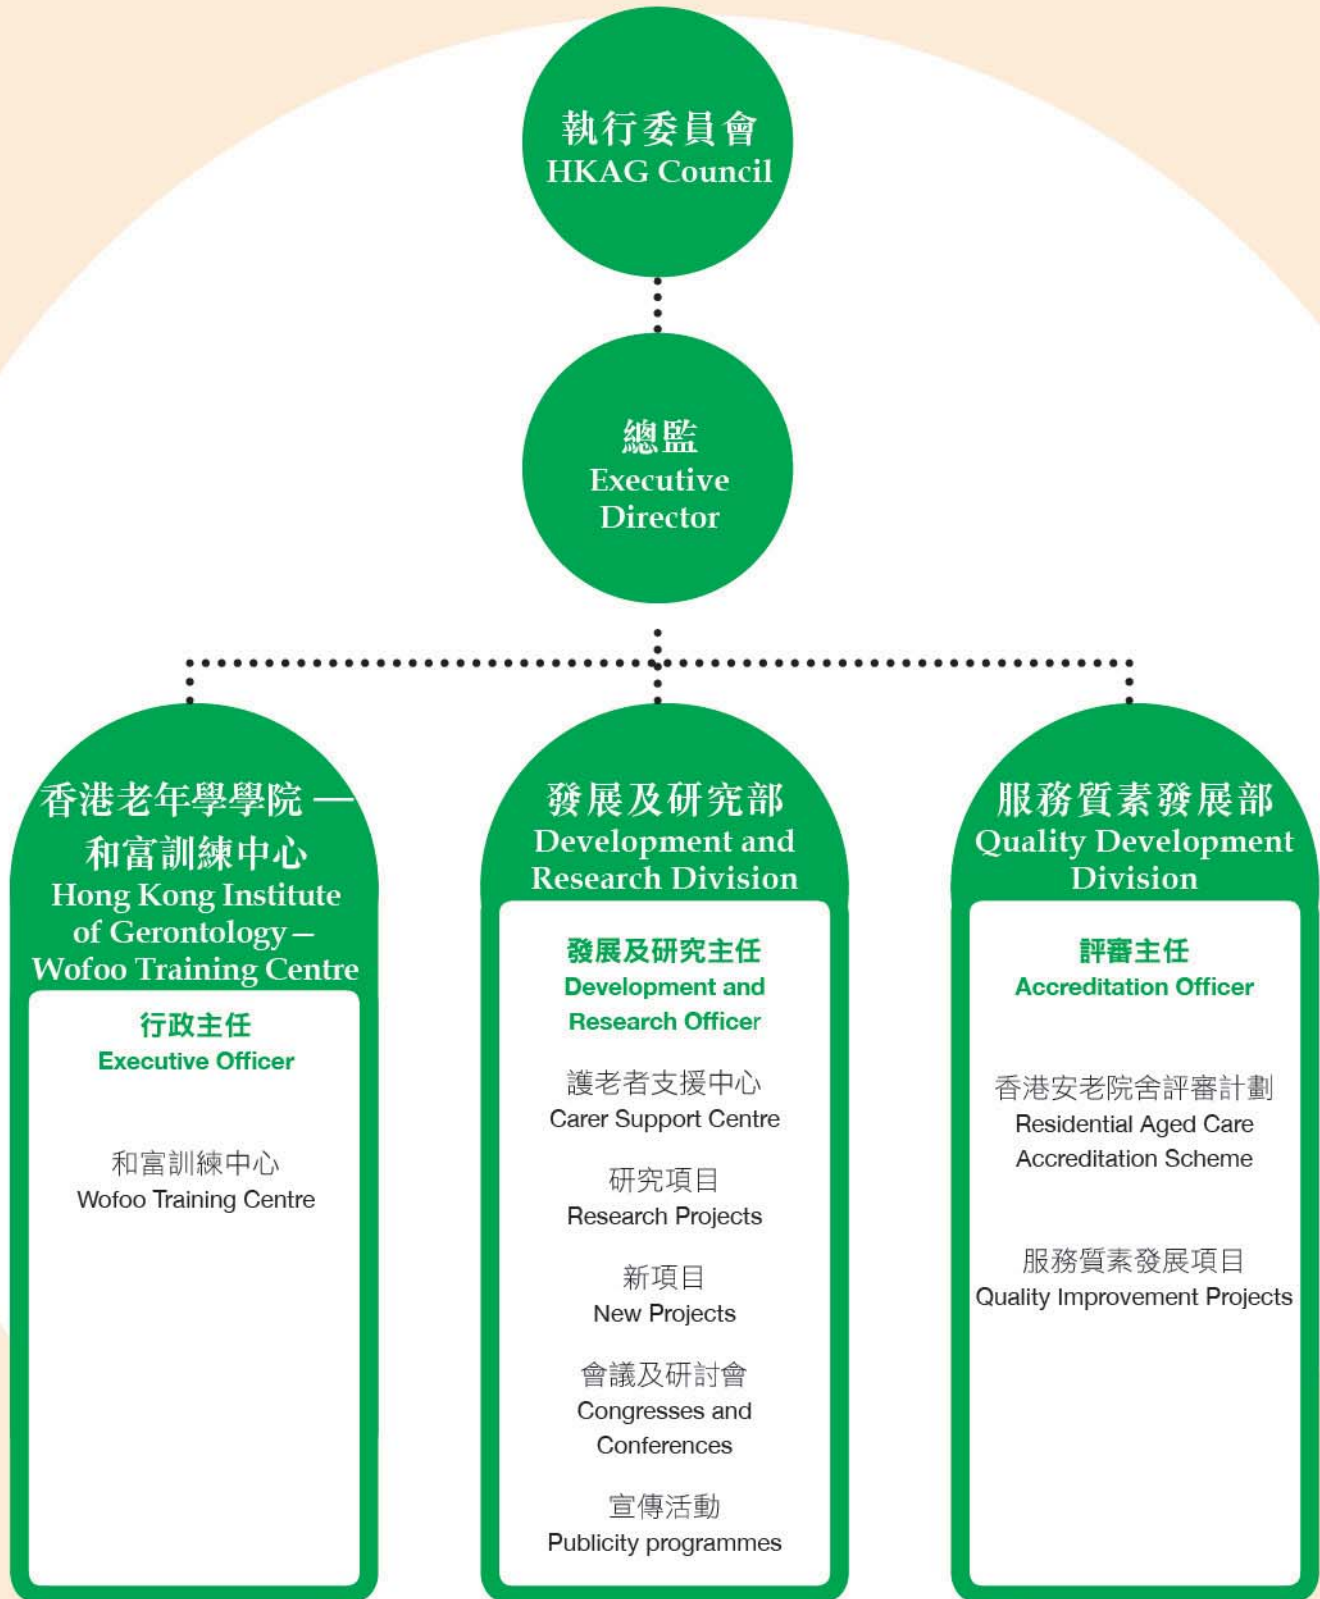 執行委員會
HKAG Council
總監
Executive
Director
香港老年學學院 —
和富訓練中心
Hong Kong Institute
of Gerontology –
Wofoo Training Centre
行政主任
Executive Officer
和富訓練中心
Wofoo Training Centre
發展及研究部
Development and
Research Division
發展及研究主任
Development and
Research Officer
護老者支援中心
Carer Support Centre
研究項目
Research Projects
新項目
New Projects
會議及研討會
Congresses and
Conferences
宣傳活動
Publicity programmes
服務質素發展部
Quality Development
Division
評審主任
Accreditation Officer
香港安老院舍評審計劃
Residential Aged Care
Accreditation Scheme
服務質素發展項目
Quality Improvement Projects